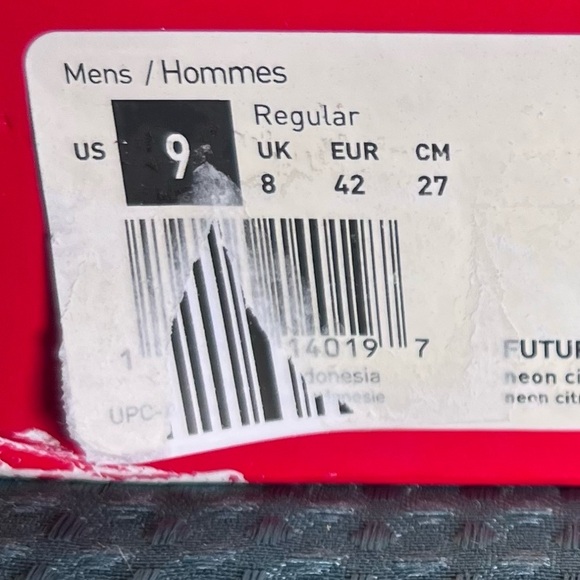 Mens / Hommes
Regular
US 9 UK EUR CM
8 42 27
1 14019 7
donesia
UPC-
FUTUR
neon ci
neon citr